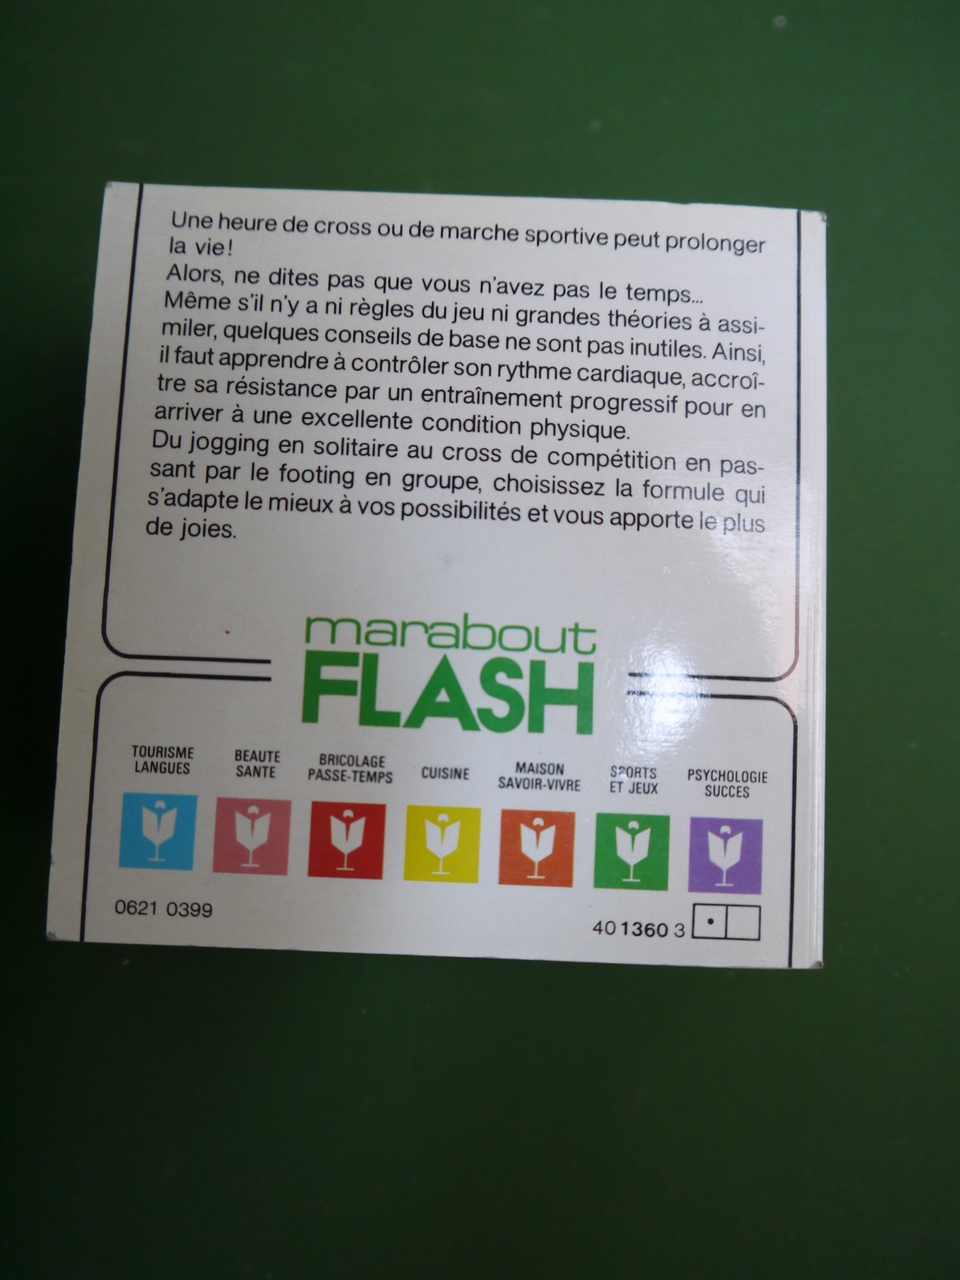 Une heure de cross ou de marche sportive peut prolonger
la vie!
Alors, ne dites pas que vous n'avez pas le temps...
Même s'il n'y a ni règles du jeu ni grandes théories à assi-
miler, quelques conseils de base ne sont pas inutiles. Ainsi,
il faut apprendre à contrôler son rythme cardiaque, accroî-
tre sa résistance par un entraînement progressif pour en
arriver à une excellente condition physique.
Du jogging en solitaire au cross de compétition en pas-
sant par le footing en groupe, choisissez la formule qui
s'adapte le mieux à vos possibilités et vous apporte le plus
de joies.
marabout
FLASH
TOURISME
LANGUES
BEAUTE
SANTE
BRICOLAGE
PASSE-TEMPS
CUISINE
MAISON
SAVOIR-VIVRE
SPORTS
ET JEUX
PSYCHOLOGIE
SUCCES
0621 0399
40 1360 3